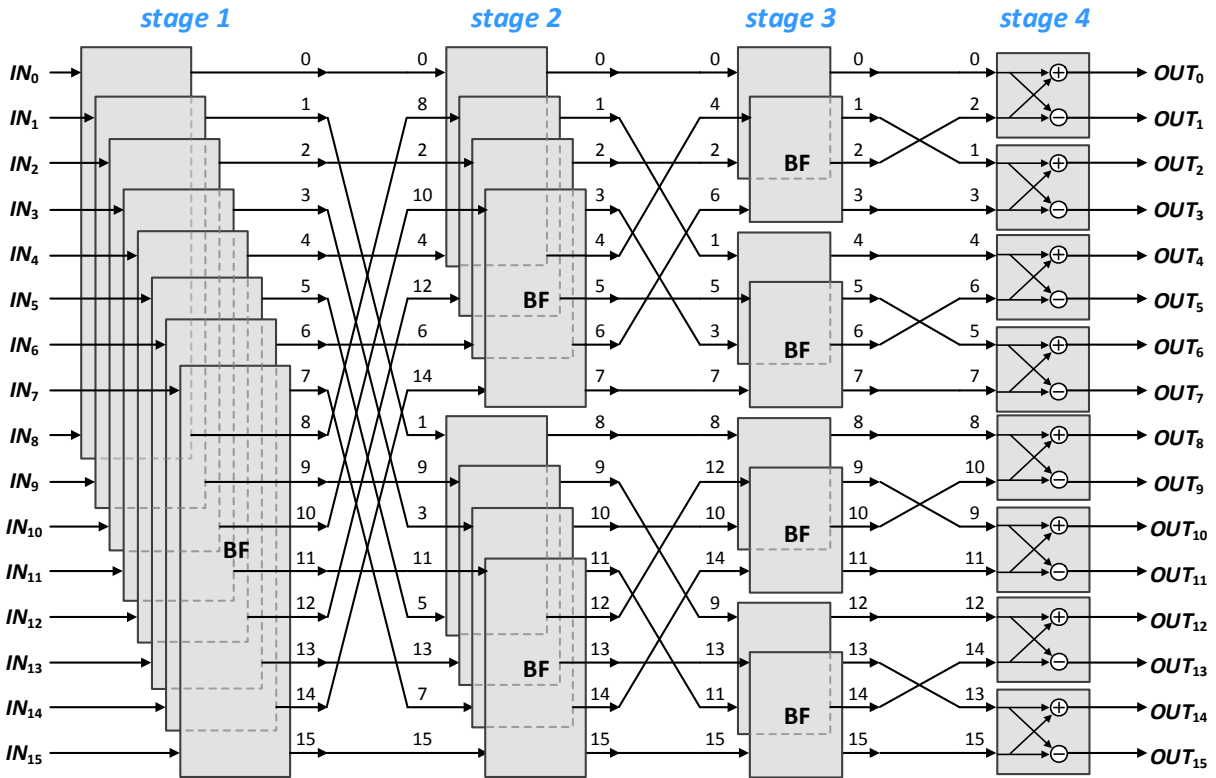 stage 1 stage 2 stage 3 stage 4
IN₀ 0 0 0 0 0 0 OUT₀
IN₁ 1 8 1 4 1 2 OUT₁
IN₂ 2 2 2 2 BF 2 1 OUT₂
IN₃ 3 10 3 6 3 3 OUT₃
IN₄ 4 4 4 1 4 4 OUT₄
IN₅ 5 12 BF 5 5 5 6 OUT₅
IN₆ 6 6 6 3 BF 6 5 OUT₆
IN₇ 7 14 7 7 7 7 OUT₇
IN₈ 8 1 8 8 8 8 OUT₈
IN₉ 9 9 9 12 9 10 OUT₉
IN₁₀ 10 3 10 10 BF 10 9 OUT₁₀
IN₁₁ BF 11 11 11 14 11 11 OUT₁₁
IN₁₂ 12 5 12 9 12 12 OUT₁₂
IN₁₃ 13 13 BF 13 13 13 14 OUT₁₃
IN₁₄ 14 7 14 11 BF 14 13 OUT₁₄
IN₁₅ 15 15 15 15 15 15 OUT₁₅